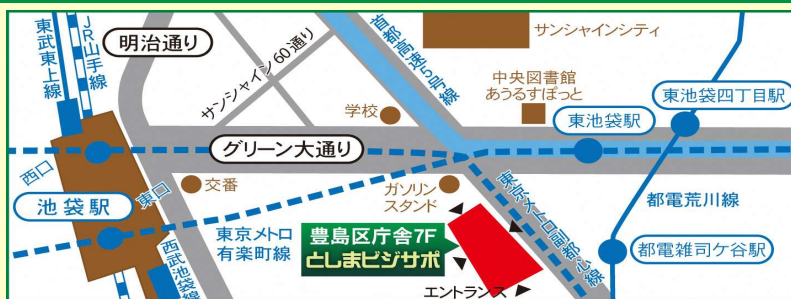 東武東上線
JR山手線
明治通り
サンシャイン60通り
首都高速5号線
サンシャインシティ
中央図書館
あうるすぽっと
学校
東池袋駅
東池袋四丁目駅
グリーン大通り
西口
池袋駅
東口
交番
ガソリン
スタンド
東京メトロ
有楽町線
西武池袋線
豊島区庁舎7F
としまビジサポ
エントランス
東京メトロ副都心線
都電荒川線
都電雑司ケ谷駅